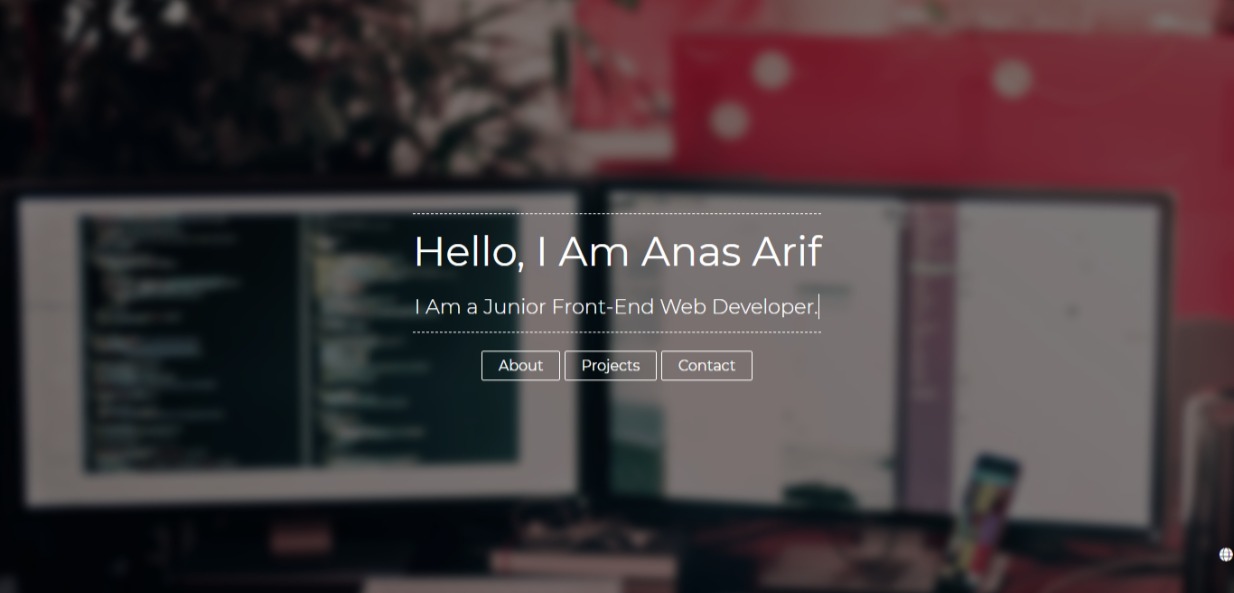 Hello, I Am Anas Arif
I Am a Junior Front-End Web Developer.
About Projects Contact